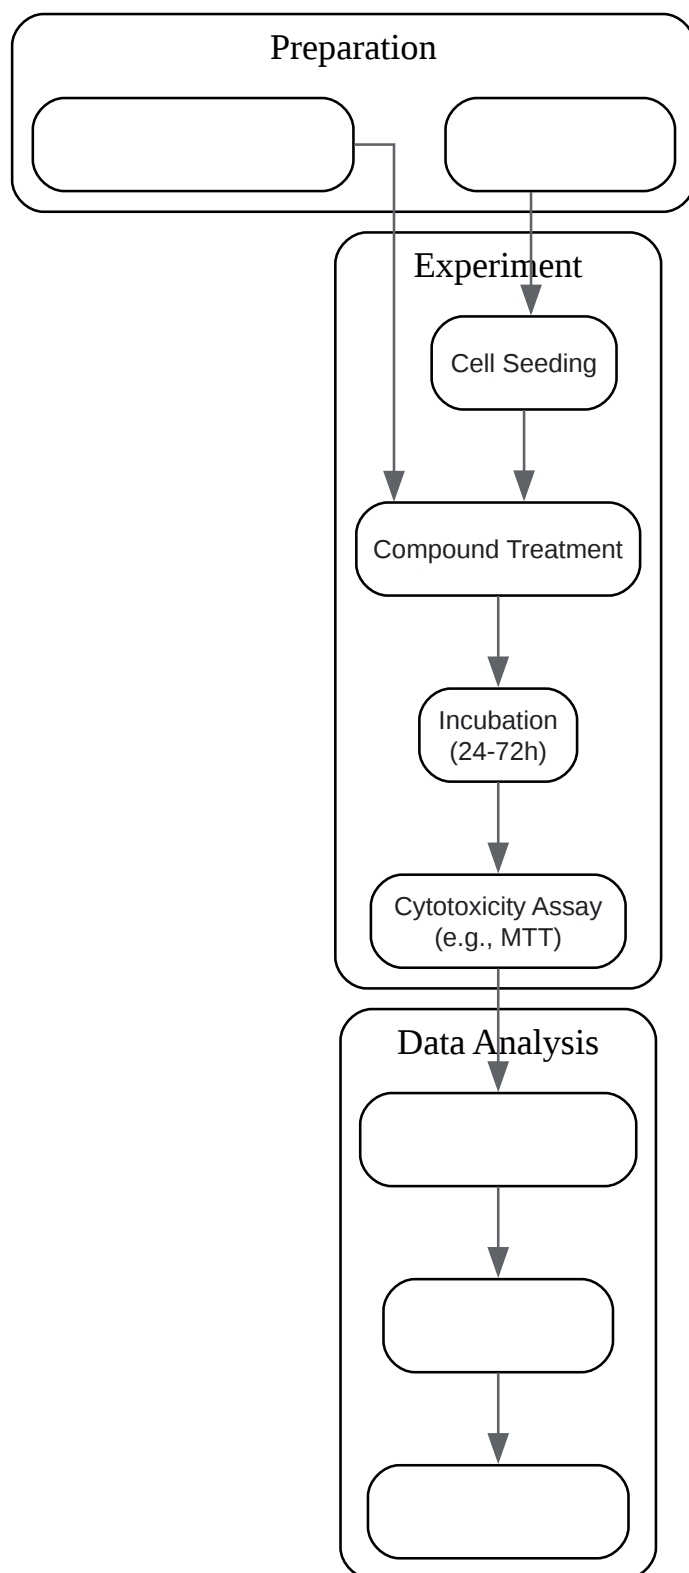 Preparation
Experiment
Cell Seeding
Compound Treatment
Incubation
(24-72h)
Cytotoxicity Assay
(e.g., MTT)
Data Analysis